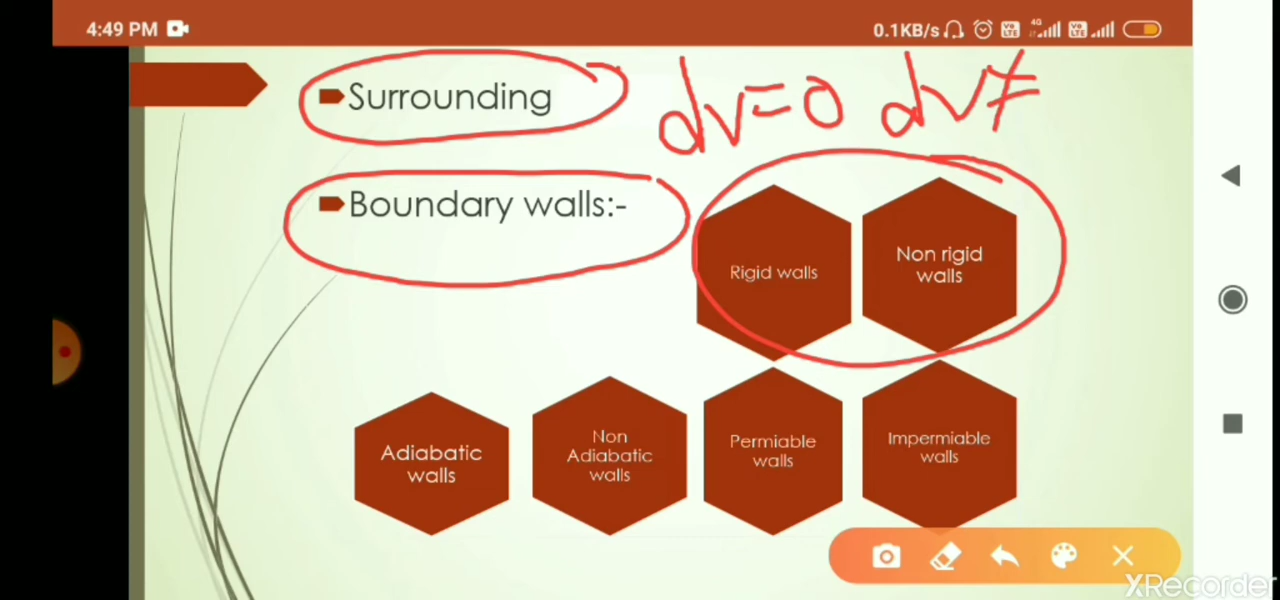 4:49 PM
0.1KB/s
4G
Surrounding
dv=0 dv≠
Boundary walls:-
Rigid walls
Non rigid
walls
Adiabatic
walls
Non
Adiabatic
walls
Permiable
walls
Impermiable
walls
XRecorder